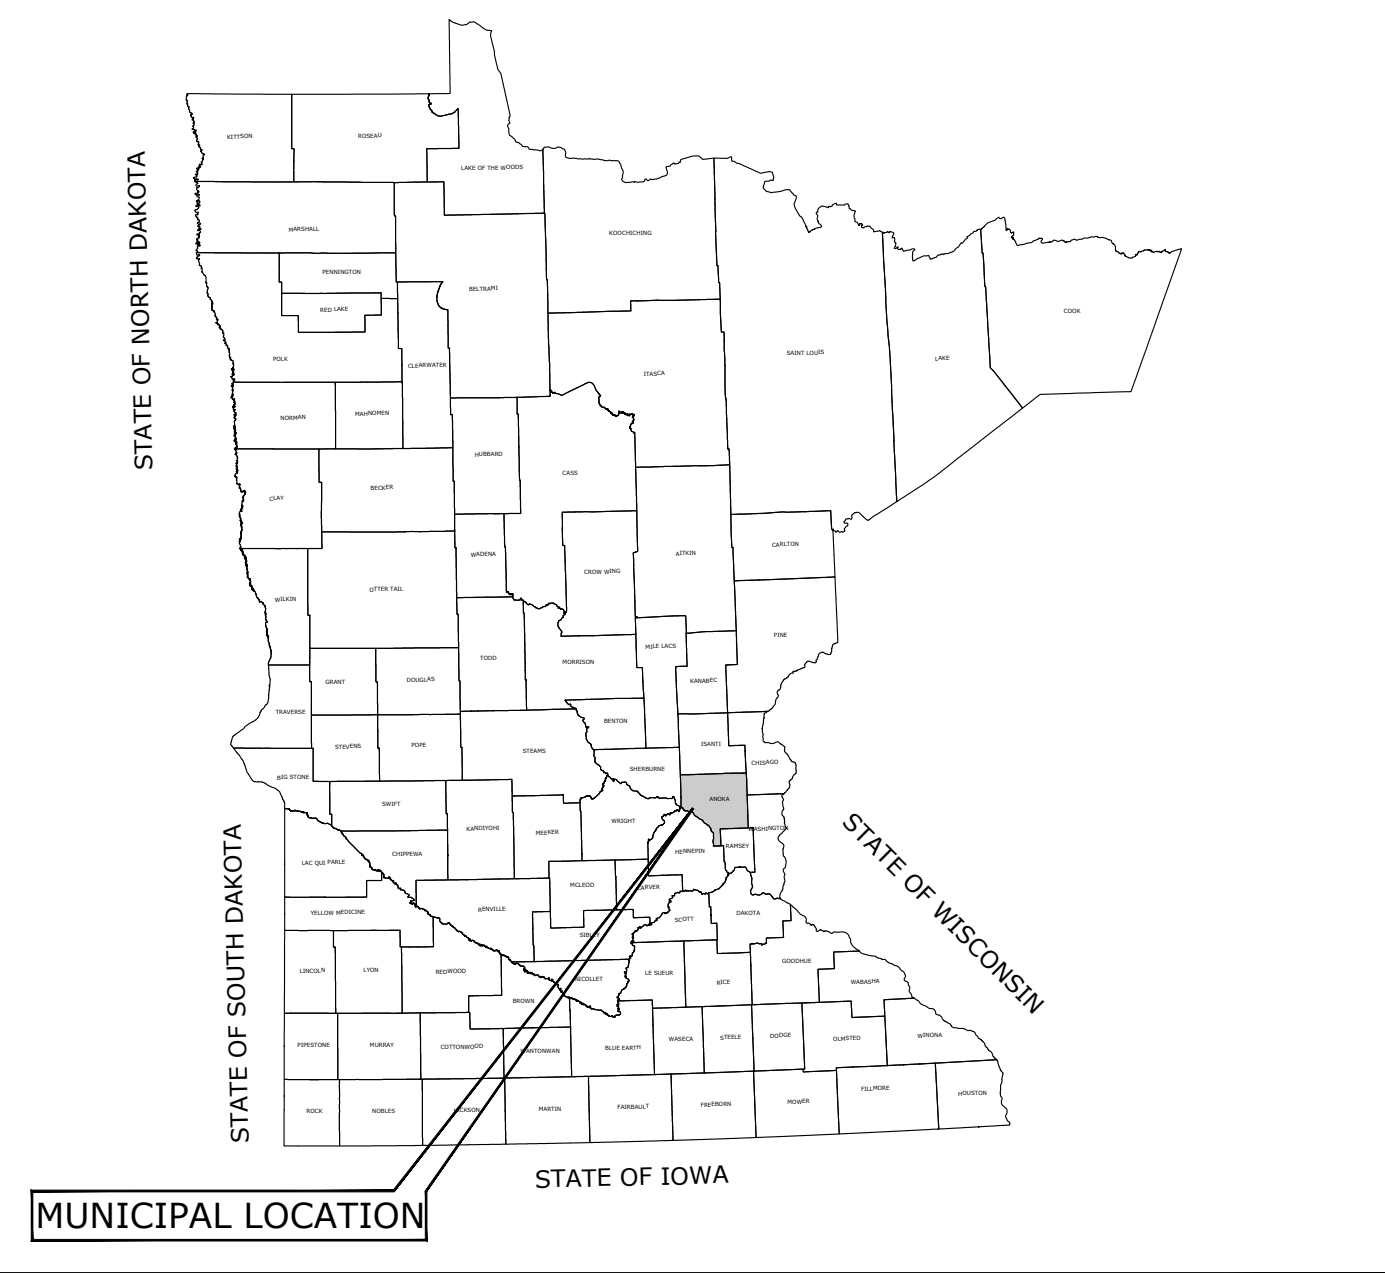 KITTSON
ROSEAU
LAKE OF THE WOODS
STATE OF NORTH DAKOTA
MARSHALL
KOOCHICHING
PENNINGTON
BELTRAMI
RED LAKE
COOK
POLK
CLEARWATER
SAINT LOUIS
LAKE
ITASCA
NORMAN
MAHNOMEN
HUBBARD
CASS
CLAY
BECKER
WADENA
CROW WING
AITKIN
CARLTON
WILKIN
OTTER TAIL
PINE
MILE LACS
TODD
MORRISON
GRANT
DOUGLAS
KANABEC
TRAVERSE
BENTON
STEVENS
POPE
STEAMS
ISANTI
CHISAGO
BIG STONE
SHERBURNE
SWIFT
ANOKA
KANDIYOHI
MEEKER
WRIGHT
WASHINGTON
LAC QUI PARLE
CHIPPEWA
HENNEPIN
RAMSEY
MCLEOD
CARVER
YELLOW MEDICINE
RENVILLE
SCOTT
DAKOTA
SIBLEY
STATE OF WISCONSIN
STATE OF SOUTH DAKOTA
LINCOLN
LYON
REDWOOD
NICOLLET
LE SUEUR
RICE
GOODHUE
WABASHA
BROWN
PIPESTONE
MURRAY
COTTONWOOD
WANTONWAN
BLUE EARTH
WASECA
STEELE
DODGE
OLMSTED
WINONA
ROCK
NOBLES
JACKSON
MARTIN
FAIRBAULT
FREEBORN
MOWER
FILLMORE
HOUSTON
STATE OF IOWA
MUNICIPAL LOCATION